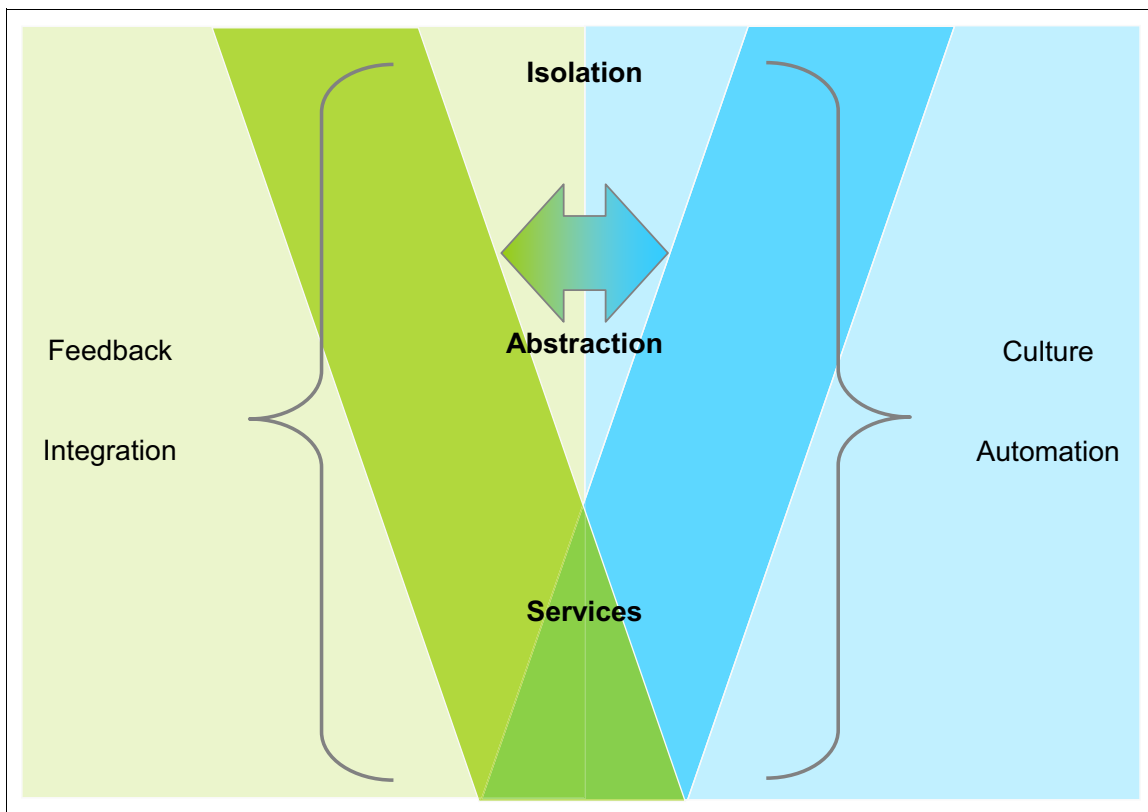 Isolation
Abstraction
Feedback
Culture
Integration
Automation
Services